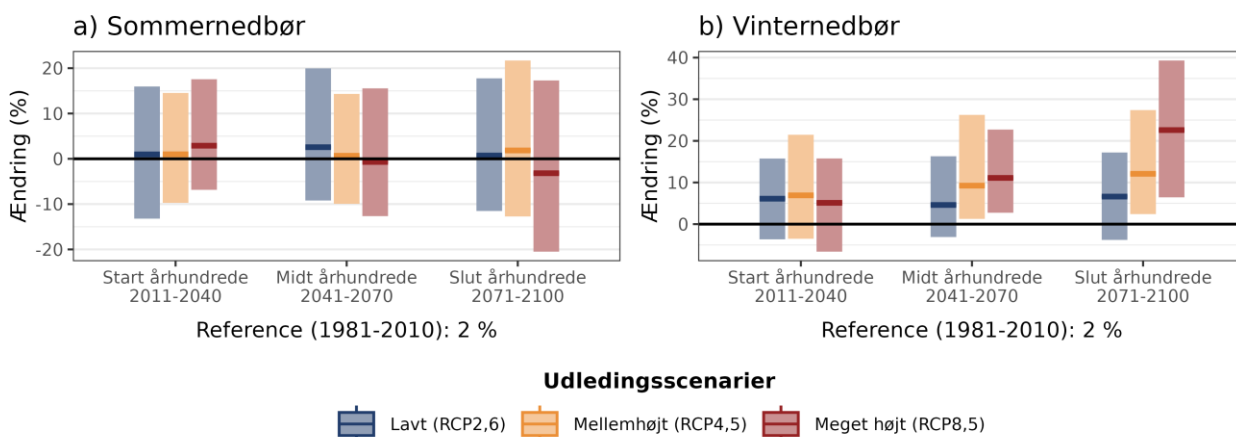 a) Sommernedbør
Ændring (%)
20
10
0
-10
-20
Start århundrede
2011-2040
Midt århundrede
2041-2070
Slut århundrede
2071-2100
Reference (1981-2010): 2 %
b) Vinternedbør
Ændring (%)
40
30
20
10
0
Start århundrede
2011-2040
Midt århundrede
2041-2070
Slut århundrede
2071-2100
Reference (1981-2010): 2 %
Udledingsscenarier
Lavt (RCP2,6)
Mellemhøjt (RCP4,5)
Meget højt (RCP8,5)